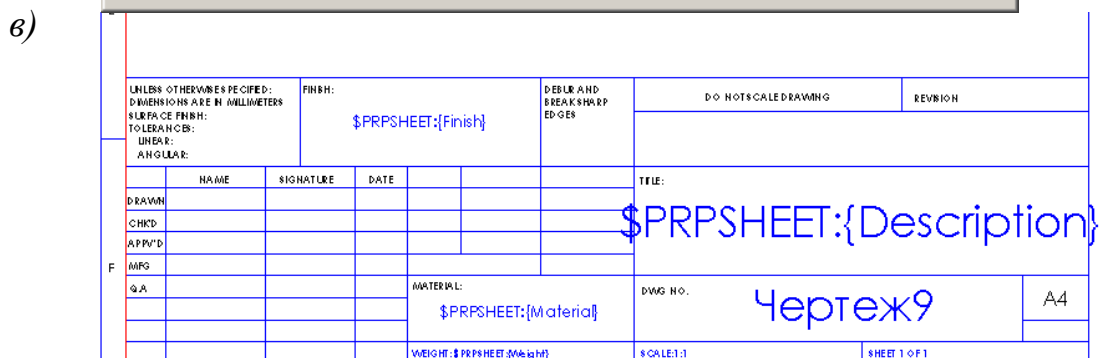 в)
UNLESS OTHERWISE SPECIFIED:
DIMENSIONS ARE IN MILLIMETERS
SURFACE FINISH:
TOLERANCES:
LINEAR:
ANGULAR:
FINISH:
$PRPSHEET:{Finish}
DEBUR AND
BREAK SHARP
EDGES
DO NOT SCALE DRAWING
REVISION
NAME
SIGNATURE
DATE
TITLE:
DRAWN
CHK'D
APPV'D
MFG
Q.A
$PRPSHEET:{Description}
F
MATERIAL:
$PRPSHEET:{Material}
DWG NO.
Чертеж9
A4
WEIGHT: $PRPSHEET:{Weight}
SCALE:1:1
SHEET 1 OF 1